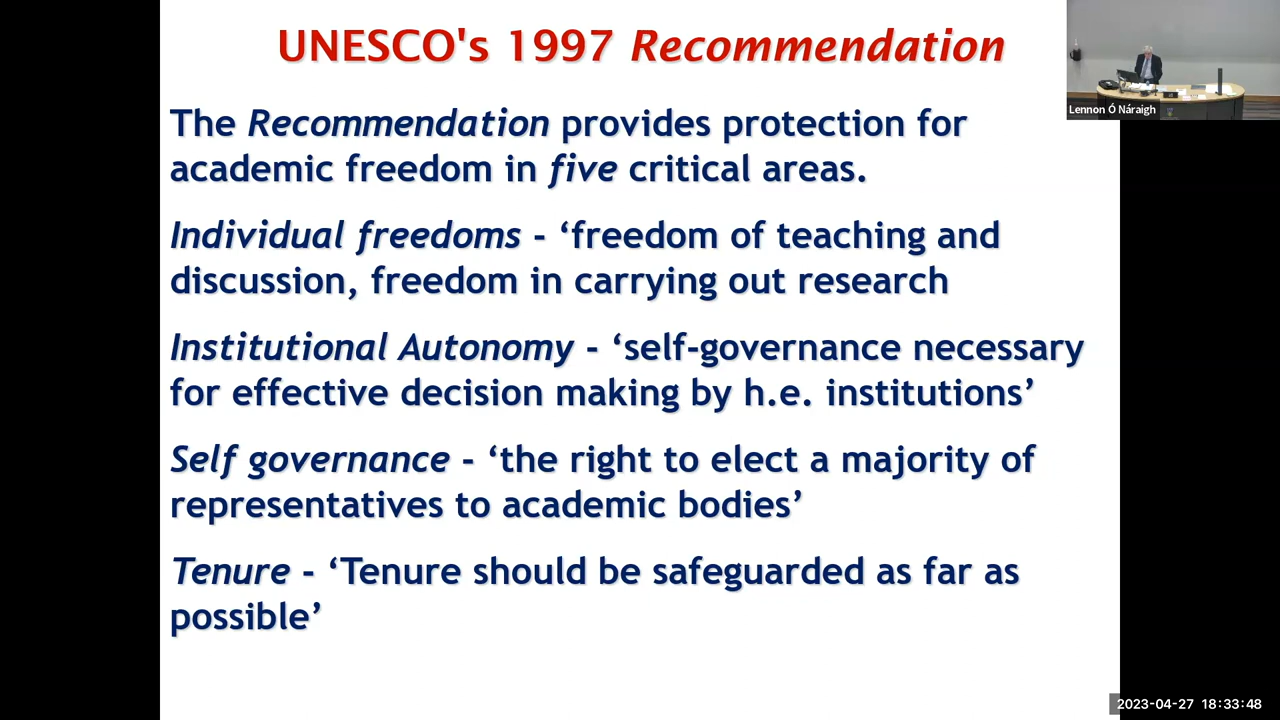 UNESCO's 1997 Recommendation
Lennon Ó Náraigh
The Recommendation provides protection for
academic freedom in five critical areas.
Individual freedoms - ‘freedom of teaching and
discussion, freedom in carrying out research
Institutional Autonomy - ‘self-governance necessary
for effective decision making by h.e. institutions’
Self governance - ‘the right to elect a majority of
representatives to academic bodies’
Tenure - ‘Tenure should be safeguarded as far as
possible’
2023-04-27 18:33:48